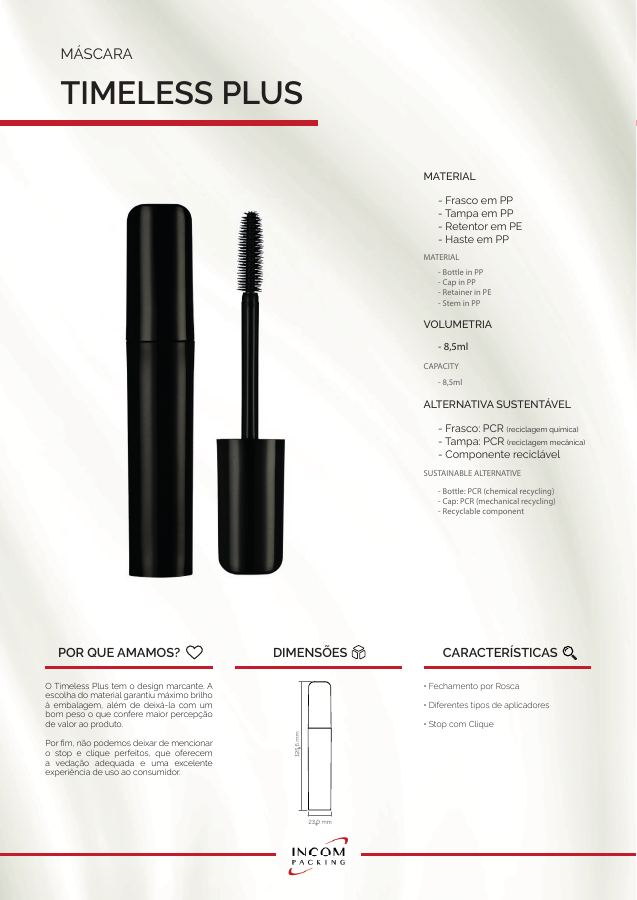 MÁSCARA
TIMELESS PLUS
MATERIAL
- Frasco em PP
- Tampa em PP
- Retentor em PE
- Haste em PP
MATERIAL
- Bottle in PP
- Cap in PP
- Retainer in PE
- Stem in PP
VOLUMETRIA
- 8,5ml
CAPACITY
- 8,5ml
ALTERNATIVA SUSTENTÁVEL
- Frasco: PCR (reciclagem química)
- Tampa: PCR (reciclagem mecânica)
- Componente reciclável
SUSTAINABLE ALTERNATIVE
- Bottle: PCR (chemical recycling)
- Cap: PCR (mechanical recycling)
- Recyclable component
POR QUE AMAMOS?
O Timeless Plus tem o design marcante. A
escolha do material garantiu máximo brilho
à embalagem, além de deixá-la com um
bom peso o que confere maior percepção
de valor ao produto.
Por fim, não podemos deixar de mencionar
o stop e clique perfeitos, que oferecem
a vedação adequada e uma excelente
experiência de uso ao consumidor.
DIMENSÕES
mm
23,0 mm
CARACTERÍSTICAS
• Fechamento por Rosca
• Diferentes tipos de aplicadores
• Stop com Clique
INCOM
PACKING